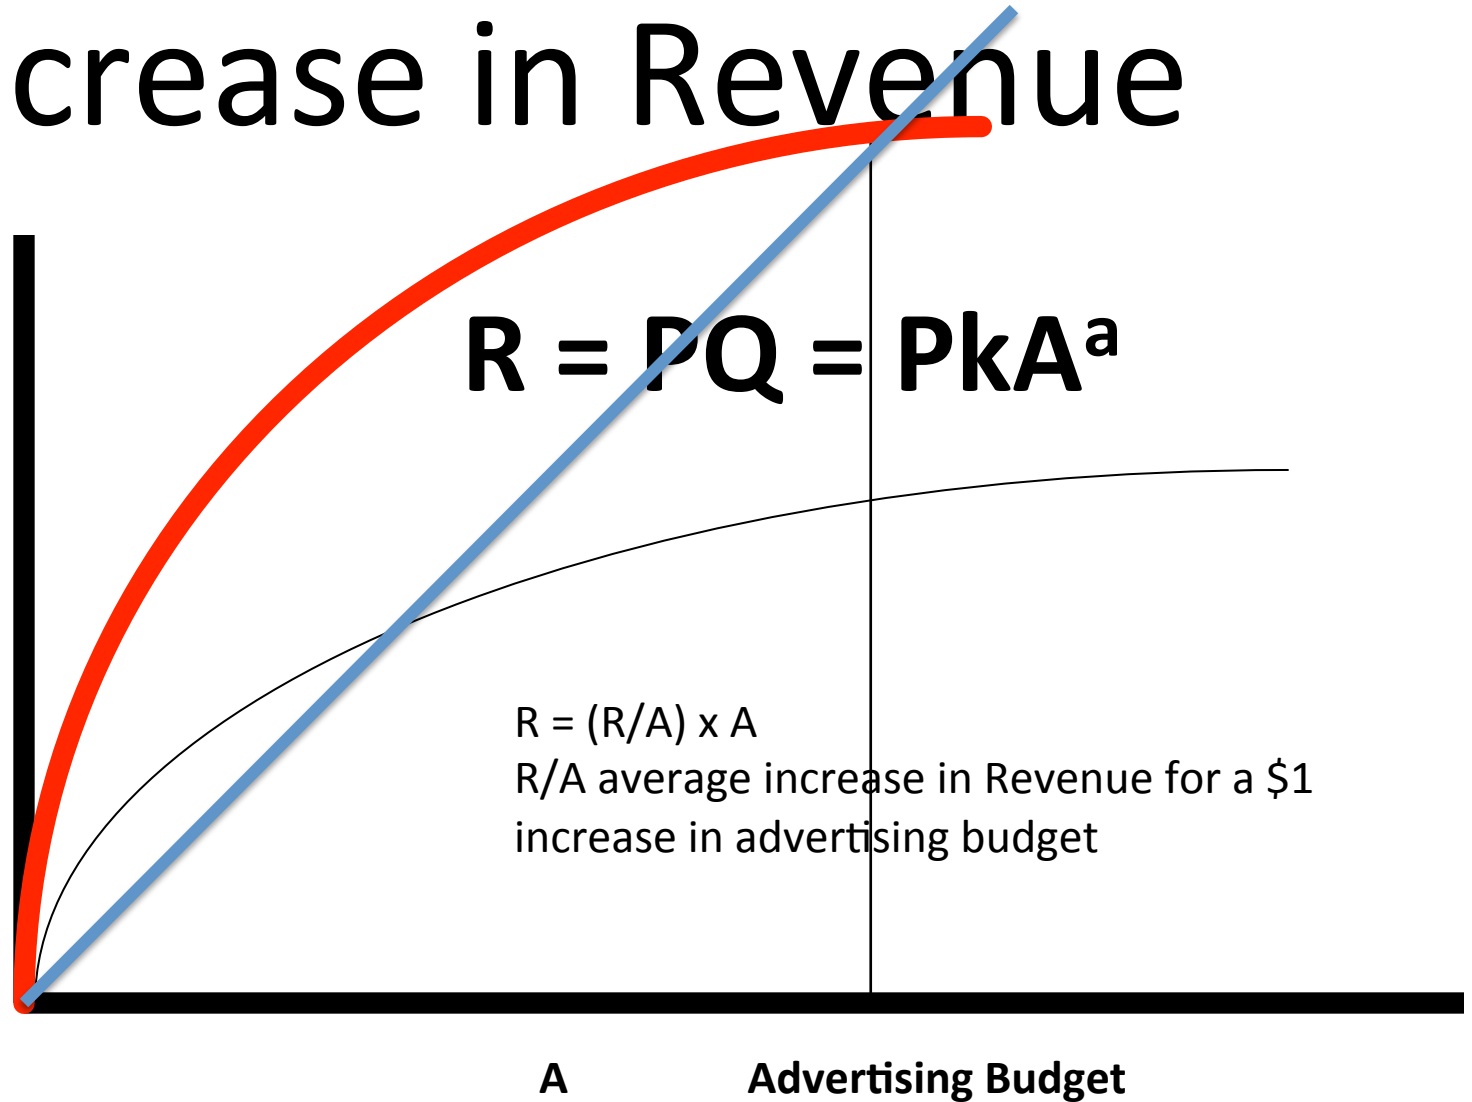 crease in Revenue
R = PQ = PkAᵃ
R = (R/A) x A
R/A average increase in Revenue for a $1
increase in advertising budget
A Advertising Budget